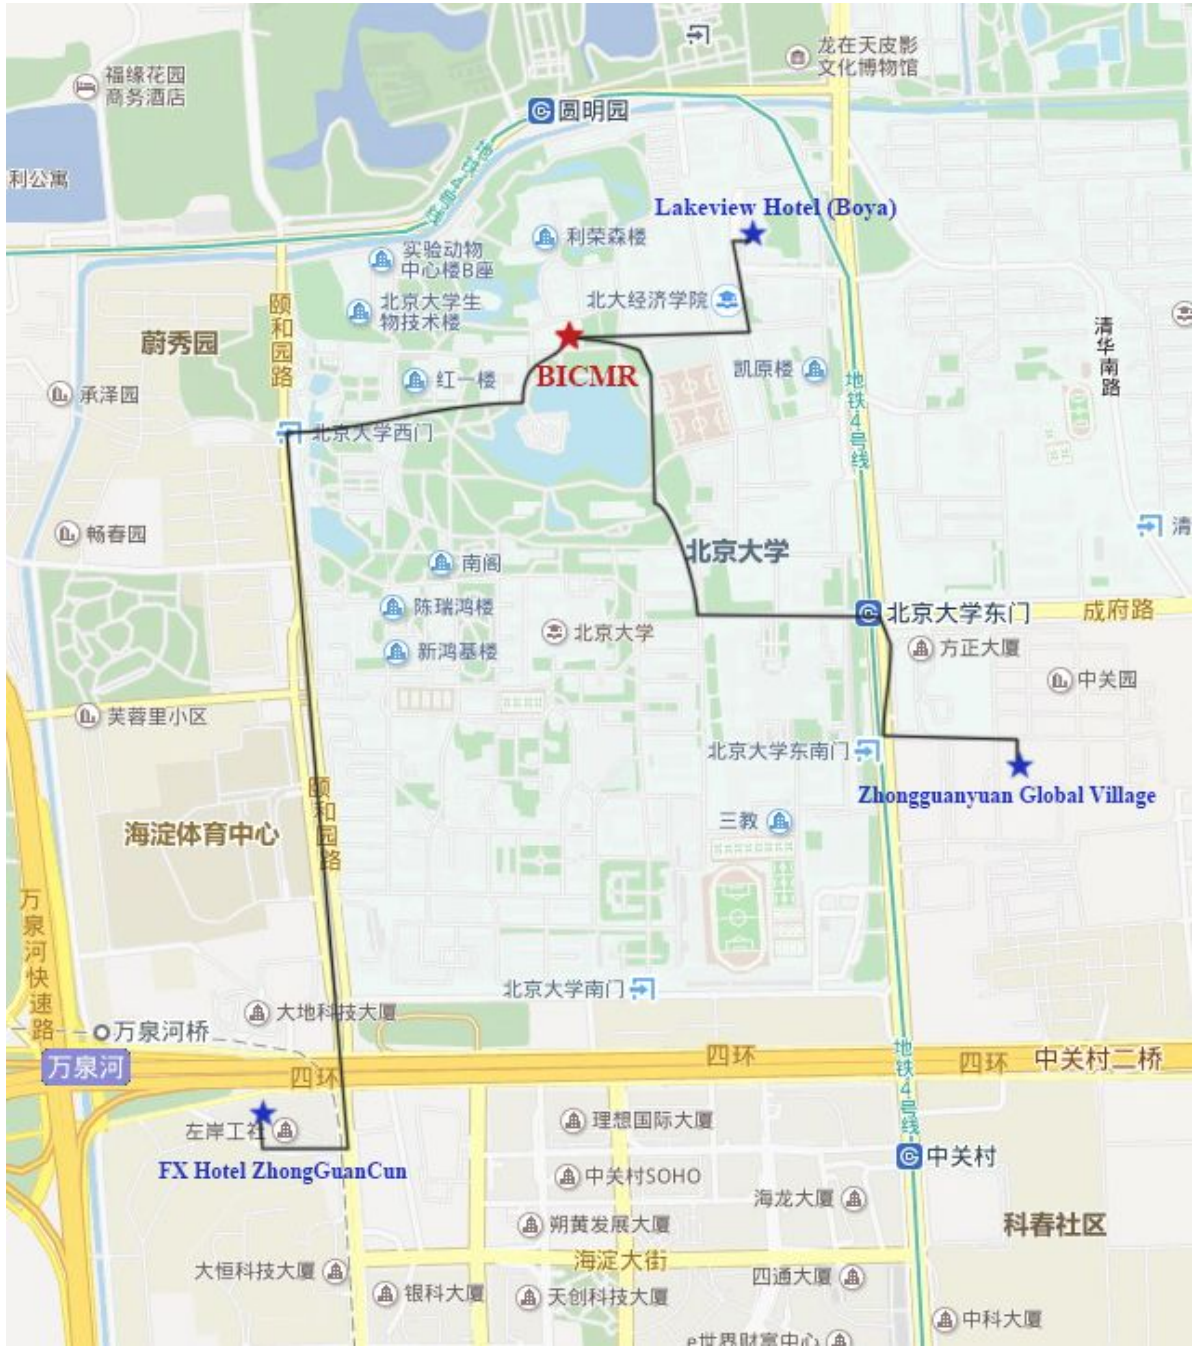 龙在天皮影
文化博物馆
福缘花园
商务酒店
圆明园
地铁4号线
利公寓
Lakeview Hotel (Boya)
利荣森楼
实验动物
中心楼B座
北京大学生
物技术楼
北大经济学院
颐和园路
清华南路
蔚秀园
BICMR
红一楼
凯原楼
地铁4号线
承泽园
北京大学西门
畅春园
清
北京大学
南阁
陈瑞鸿楼
北京大学东门
成府路
北京大学
新鸿基楼
方正大厦
中关园
芙蓉里小区
北京大学东南门
Zhongguanyuan Global Village
颐和园路
海淀体育中心
三教
万泉河快速路
北京大学南门
大地科技大厦
万泉河桥
万泉河
四环
四环
地铁4号线
四环
中关村二桥
左岸工社
理想国际大厦
FX Hotel ZhongGuanCun
中关村SOHO
中关村
海龙大厦
朔黄发展大厦
科春社区
海淀大街
大恒科技大厦
四通大厦
银科大厦
天创科技大厦
中科大厦
e世界财富中心